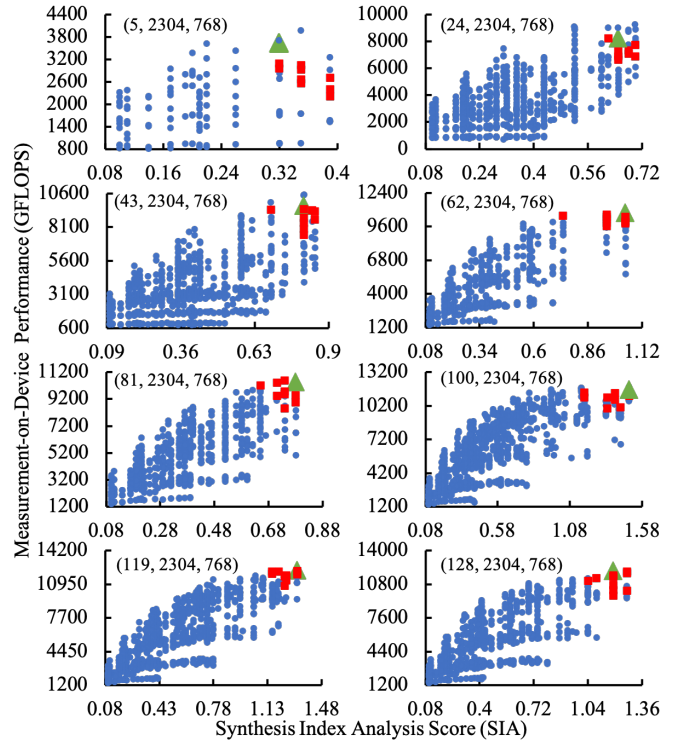 Measurement-on-Device Performance (GFLOPS)
(5, 2304, 768)
4400
3800
3200
2600
2000
1400
800
0.08 0.16 0.24 0.32 0.4
(24, 2304, 768)
10000
8000
6000
4000
2000
0
0.08 0.24 0.4 0.56 0.72
(43, 2304, 768)
10600
8100
5600
3100
600
0.09 0.36 0.63 0.9
(62, 2304, 768)
12400
9600
6800
4000
1200
0.08 0.34 0.6 0.86 1.12
(81, 2304, 768)
11200
9200
7200
5200
3200
1200
0.08 0.28 0.48 0.68 0.88
(100, 2304, 768)
13200
10200
7200
4200
1200
0.08 0.58 1.08 1.58
(119, 2304, 768)
14200
10950
7700
4450
1200
0.08 0.43 0.78 1.13 1.48
(128, 2304, 768)
14000
10800
7600
4400
1200
0.08 0.4 0.72 1.04 1.36
Synthesis Index Analysis Score (SIA)